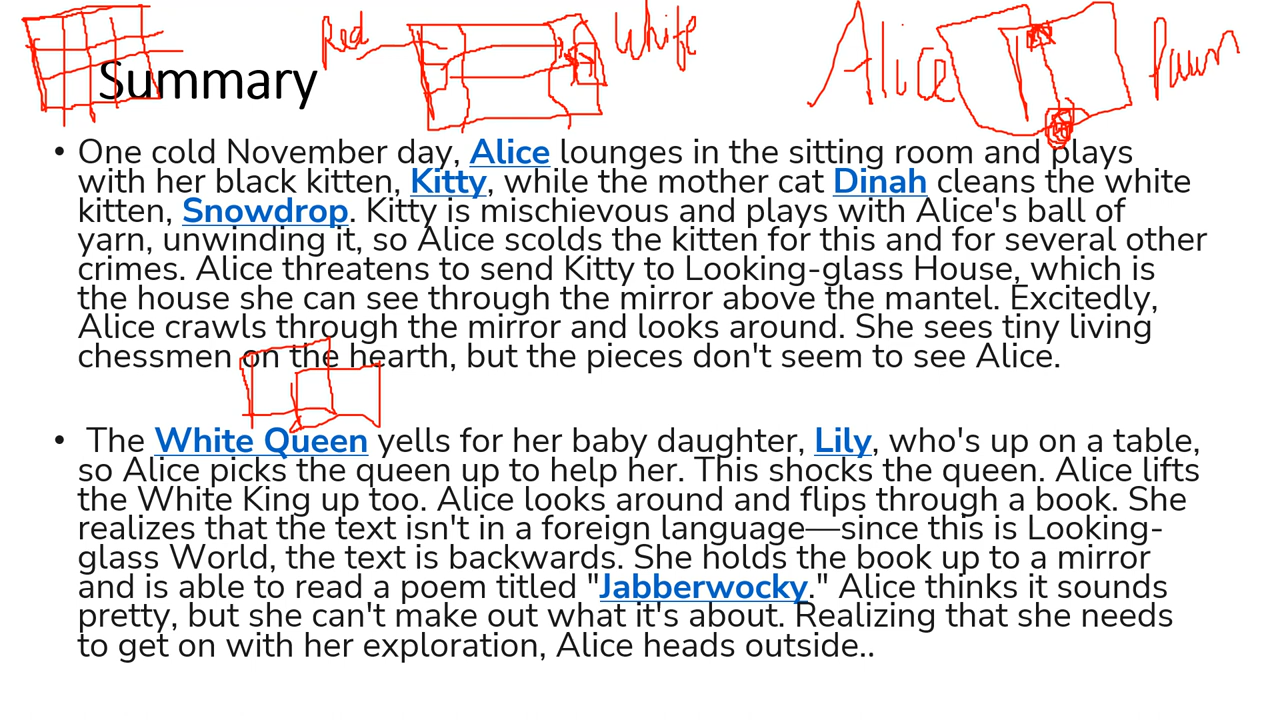 Red
White
Alice
Pawn
Summary
• One cold November day, Alice lounges in the sitting room and plays
with her black kitten, Kitty, while the mother cat Dinah cleans the white
kitten, Snowdrop. Kitty is mischievous and plays with Alice's ball of
yarn, unwinding it, so Alice scolds the kitten for this and for several other
crimes. Alice threatens to send Kitty to Looking-glass House, which is
the house she can see through the mirror above the mantel. Excitedly,
Alice crawls through the mirror and looks around. She sees tiny living
chessmen on the hearth, but the pieces don't seem to see Alice.
• The White Queen yells for her baby daughter, Lily, who's up on a table,
so Alice picks the queen up to help her. This shocks the queen. Alice lifts
the White King up too. Alice looks around and flips through a book. She
realizes that the text isn't in a foreign language—since this is Looking-
glass World, the text is backwards. She holds the book up to a mirror
and is able to read a poem titled "Jabberwocky." Alice thinks it sounds
pretty, but she can't make out what it's about. Realizing that she needs
to get on with her exploration, Alice heads outside..